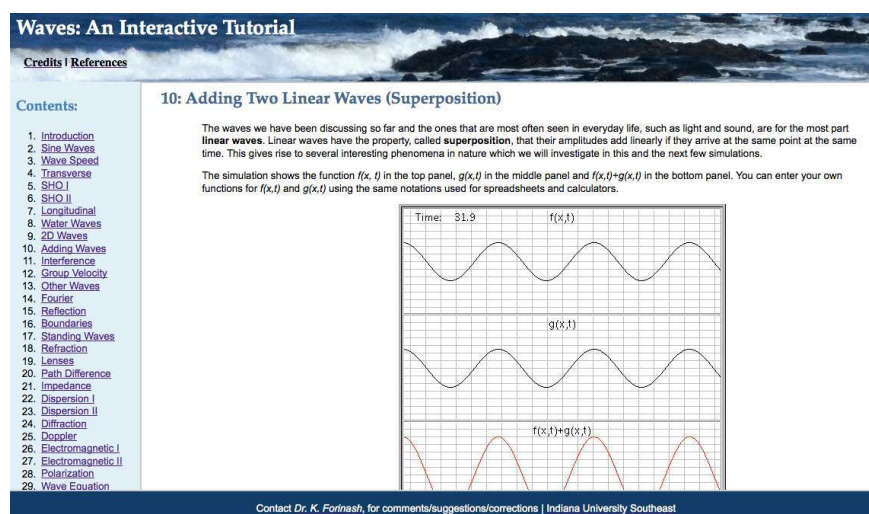 Waves: An Interactive Tutorial
Credits | References
Contents:
1. Introduction
2. Sine Waves
3. Wave Speed
4. Transverse
5. SHO I
6. SHO II
7. Longitudinal
8. Water Waves
9. 2D Waves
10. Adding Waves
11. Interference
12. Group Velocity
13. Other Waves
14. Fourier
15. Reflection
16. Boundaries
17. Standing Waves
18. Refraction
19. Lenses
20. Path Difference
21. Impedance
22. Dispersion I
23. Dispersion II
24. Diffraction
25. Doppler
26. Electromagnetic I
27. Electromagnetic II
28. Polarization
29. Wave Equation
10: Adding Two Linear Waves (Superposition)
The waves we have been discussing so far and the ones that are most often seen in everyday life, such as light and sound, are for the most part
linear waves. Linear waves have the property, called superposition, that their amplitudes add linearly if they arrive at the same point at the same
time. This gives rise to several interesting phenomena in nature which we will investigate in this and the next few simulations.
The simulation shows the function f(x, t) in the top panel, g(x,t) in the middle panel and f(x,t)+g(x,t) in the bottom panel. You can enter your own
functions for f(x,t) and g(x,t) using the same notations used for spreadsheets and calculators.
Time: 31.9 f(x,t)
g(x,t)
f(x,t)+g(x,t)
Contact Dr. K. Forinash, for comments/suggestions/corrections | Indiana University Southeast